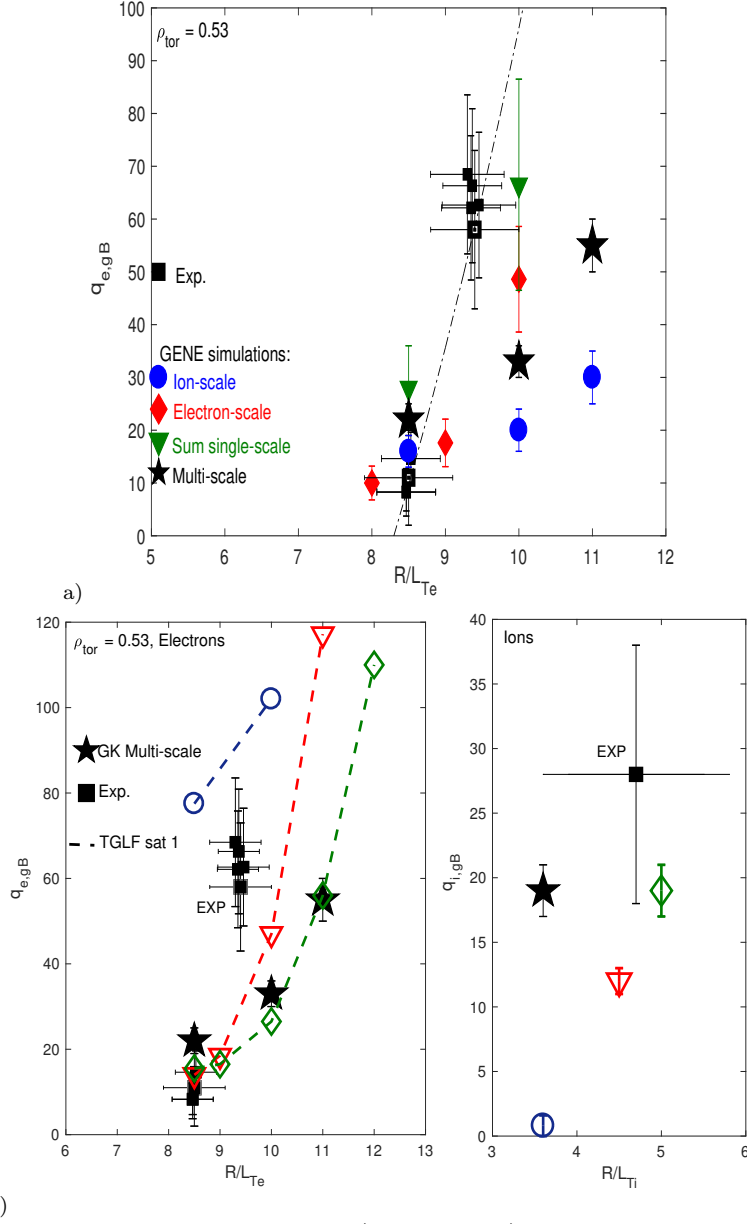 ρtor = 0.53
100
90
80
70
60
50
40
30
20
10
0
qe,gB
Exp.
GENE simulations:
Ion-scale
Electron-scale
Sum single-scale
Multi-scale
5 6 7 8 9 10 11 12
R/LTe
a)
ρtor = 0.53, Electrons
120
100
80
60
40
20
0
qe,gB
GK Multi-scale
Exp.
TGLF sat 1
EXP
6 7 8 9 10 11 12 13
R/LTe
Ions
40
35
30
25
20
15
10
5
0
qi,gB
EXP
3 4 5 6
R/LTi
)